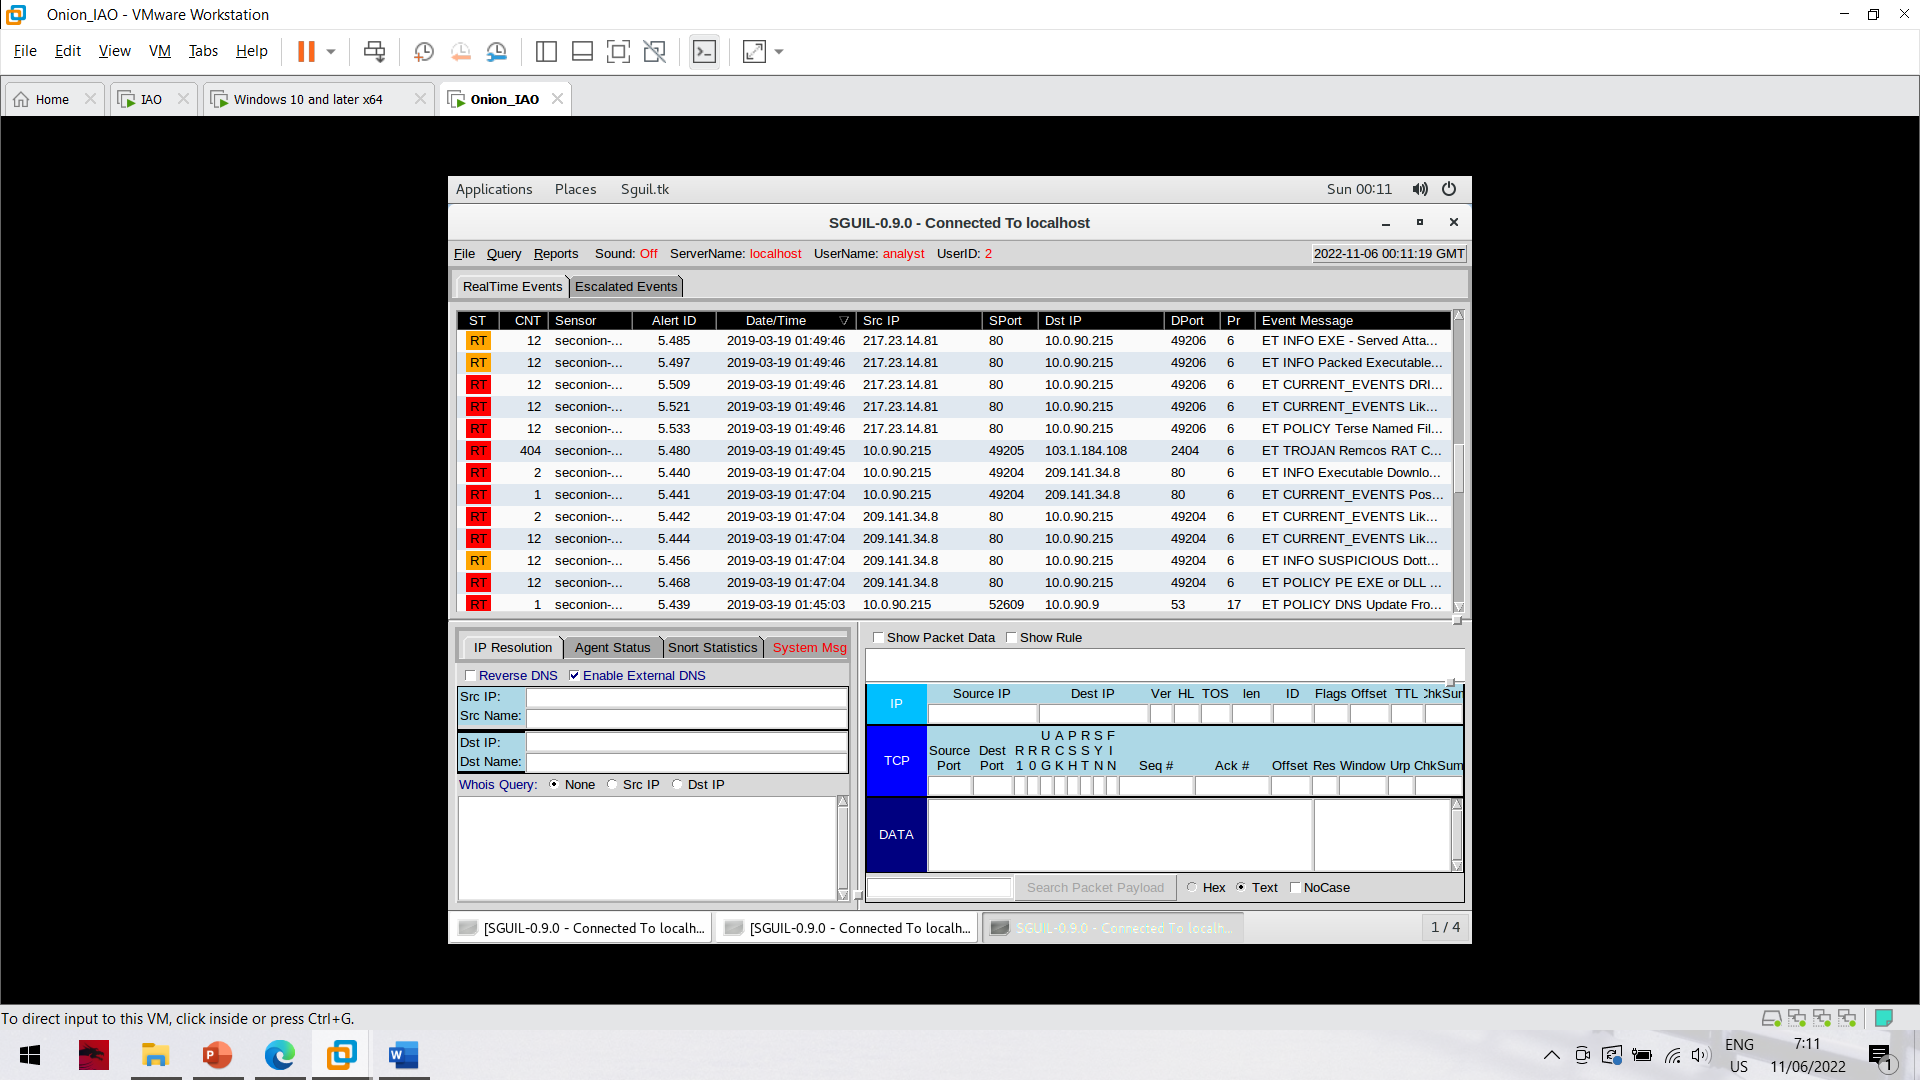 Onion_IAO - VMware Workstation
File Edit View VM Tabs Help
Home IAO Windows 10 and later x64 Onion_IAO
Applications Places Sguil.tk Sun 00:11
SGUIL-0.9.0 - Connected To localhost
File Query Reports Sound: Off ServerName: localhost UserName: analyst UserID: 2 2022-11-06 00:11:19 GMT
RealTime Events Escalated Events
ST CNT Sensor Alert ID Date/Time Src IP SPort Dst IP DPort Pr Event Message
RT 12 seconion-... 5.485 2019-03-19 01:49:46 217.23.14.81 80 10.0.90.215 49206 6 ET INFO EXE - Served Atta...
RT 12 seconion-... 5.497 2019-03-19 01:49:46 217.23.14.81 80 10.0.90.215 49206 6 ET INFO Packed Executable...
RT 12 seconion-... 5.509 2019-03-19 01:49:46 217.23.14.81 80 10.0.90.215 49206 6 ET CURRENT_EVENTS DRI...
RT 12 seconion-... 5.521 2019-03-19 01:49:46 217.23.14.81 80 10.0.90.215 49206 6 ET CURRENT_EVENTS Lik...
RT 12 seconion-... 5.533 2019-03-19 01:49:46 217.23.14.81 80 10.0.90.215 49206 6 ET POLICY Terse Named Fil...
RT 404 seconion-... 5.480 2019-03-19 01:49:45 10.0.90.215 49205 103.1.184.108 2404 6 ET TROJAN Remcos RAT C...
RT 2 seconion-... 5.440 2019-03-19 01:47:04 10.0.90.215 49204 209.141.34.8 80 6 ET INFO Executable Downlo...
RT 1 seconion-... 5.441 2019-03-19 01:47:04 10.0.90.215 49204 209.141.34.8 80 6 ET CURRENT_EVENTS Pos...
RT 2 seconion-... 5.442 2019-03-19 01:47:04 209.141.34.8 80 10.0.90.215 49204 6 ET CURRENT_EVENTS Lik...
RT 12 seconion-... 5.444 2019-03-19 01:47:04 209.141.34.8 80 10.0.90.215 49204 6 ET CURRENT_EVENTS Lik...
RT 12 seconion-... 5.456 2019-03-19 01:47:04 209.141.34.8 80 10.0.90.215 49204 6 ET INFO SUSPICIOUS Dott...
RT 12 seconion-... 5.468 2019-03-19 01:47:04 209.141.34.8 80 10.0.90.215 49204 6 ET POLICY PE EXE or DLL ...
RT 1 seconion-... 5.439 2019-03-19 01:45:03 10.0.90.215 52609 10.0.90.9 53 17 ET POLICY DNS Update Fro...
IP Resolution Agent Status Snort Statistics System Msg
Reverse DNS Enable External DNS
Src IP:
Src Name:
Dst IP:
Dst Name:
Whois Query: None Src IP Dst IP
Show Packet Data Show Rule
IP Source IP Dest IP Ver HL TOS len ID Flags Offset TTL ChkSum
U A P R S F
Source Dest R R R C S S Y I
TCP Port Port 1 0 G K H T N N Seq # Ack # Offset Res Window Urp ChkSum
DATA
Search Packet Payload Hex Text NoCase
[SGUIL-0.9.0 - Connected To localh... [SGUIL-0.9.0 - Connected To localh... SGUIL-0.9.0 - Connected To localh... 1 / 4
To direct input to this VM, click inside or press Ctrl+G.
ENG
US
7:11
11/06/2022
1